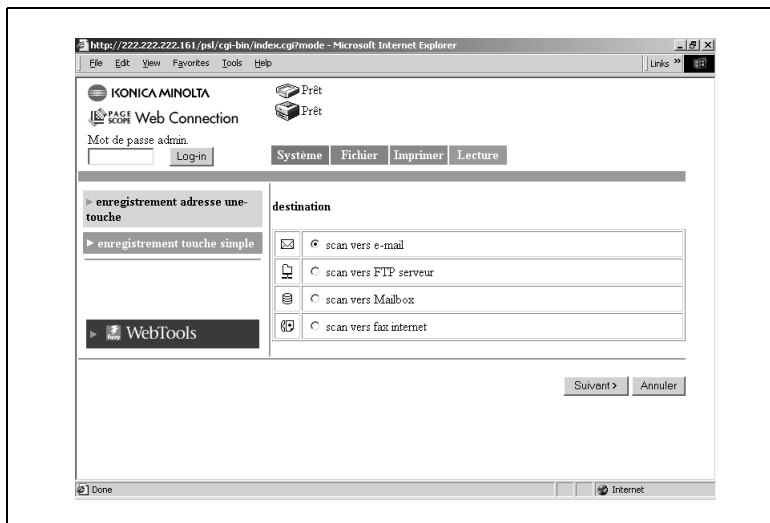 http://222.222.222.161/psl/cgi-bin/index.cgi?mode - Microsoft Internet Explorer
File Edit View Favorites Tools Help
Links »
KONICA MINOLTA
Prêt
PAGE SCOPE Web Connection
Prêt
Mot de passe admin.
Log-in
Système Fichier Imprimer Lecture
enregistrement adresse une-
touche
destination
enregistrement touche simple
scan vers e-mail
scan vers FTP serveur
scan vers Mailbox
scan vers fax internet
fiery WebTools
Suivant >
Annuler
Done
Internet